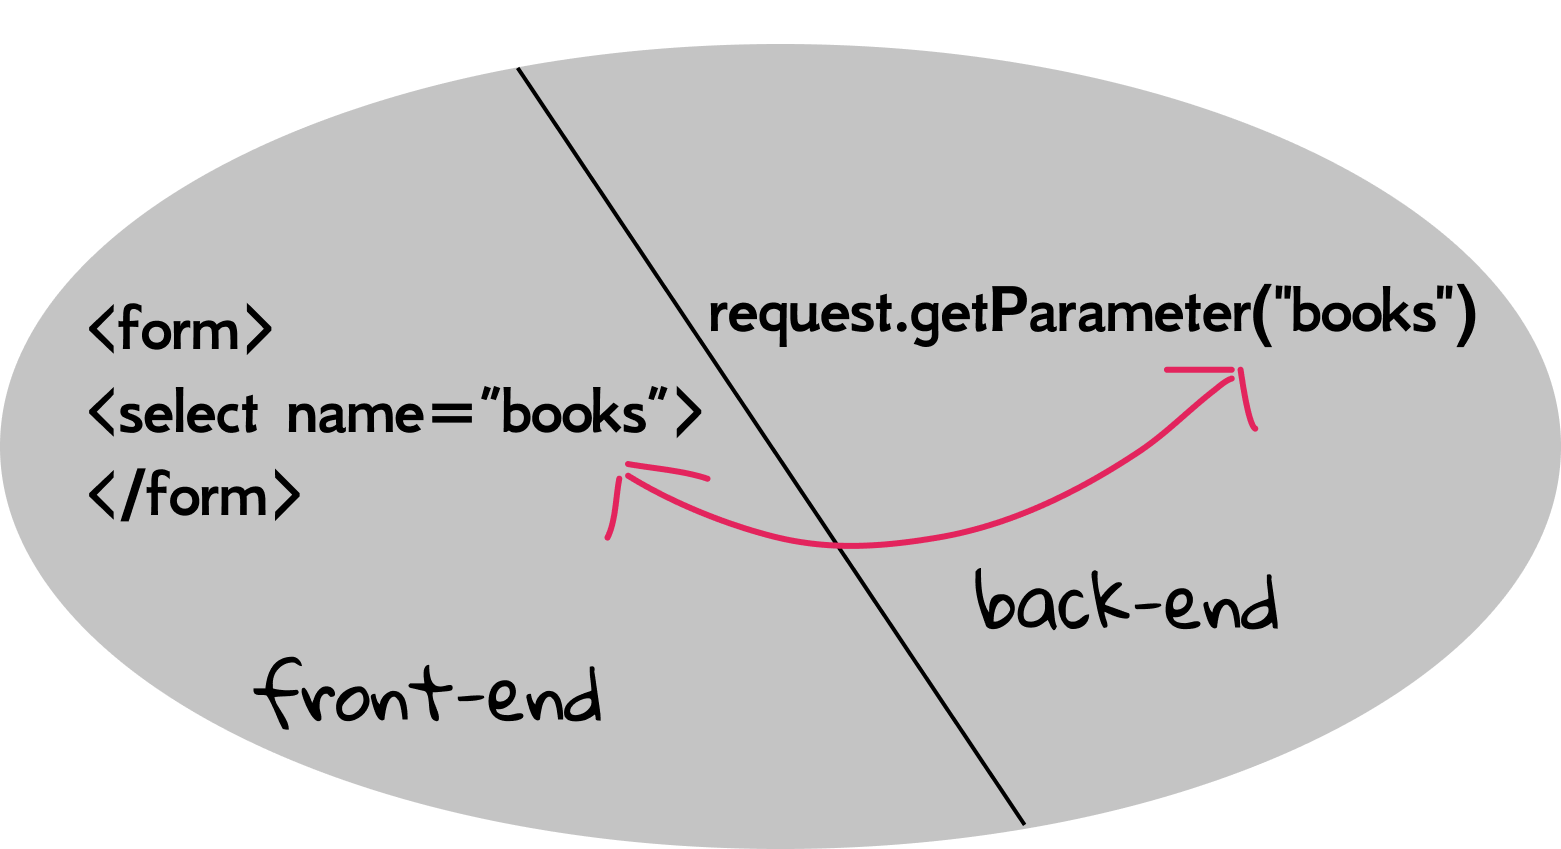 <form>
<select name="books">
</form>
front-end
request.getParameter("books")
back-end